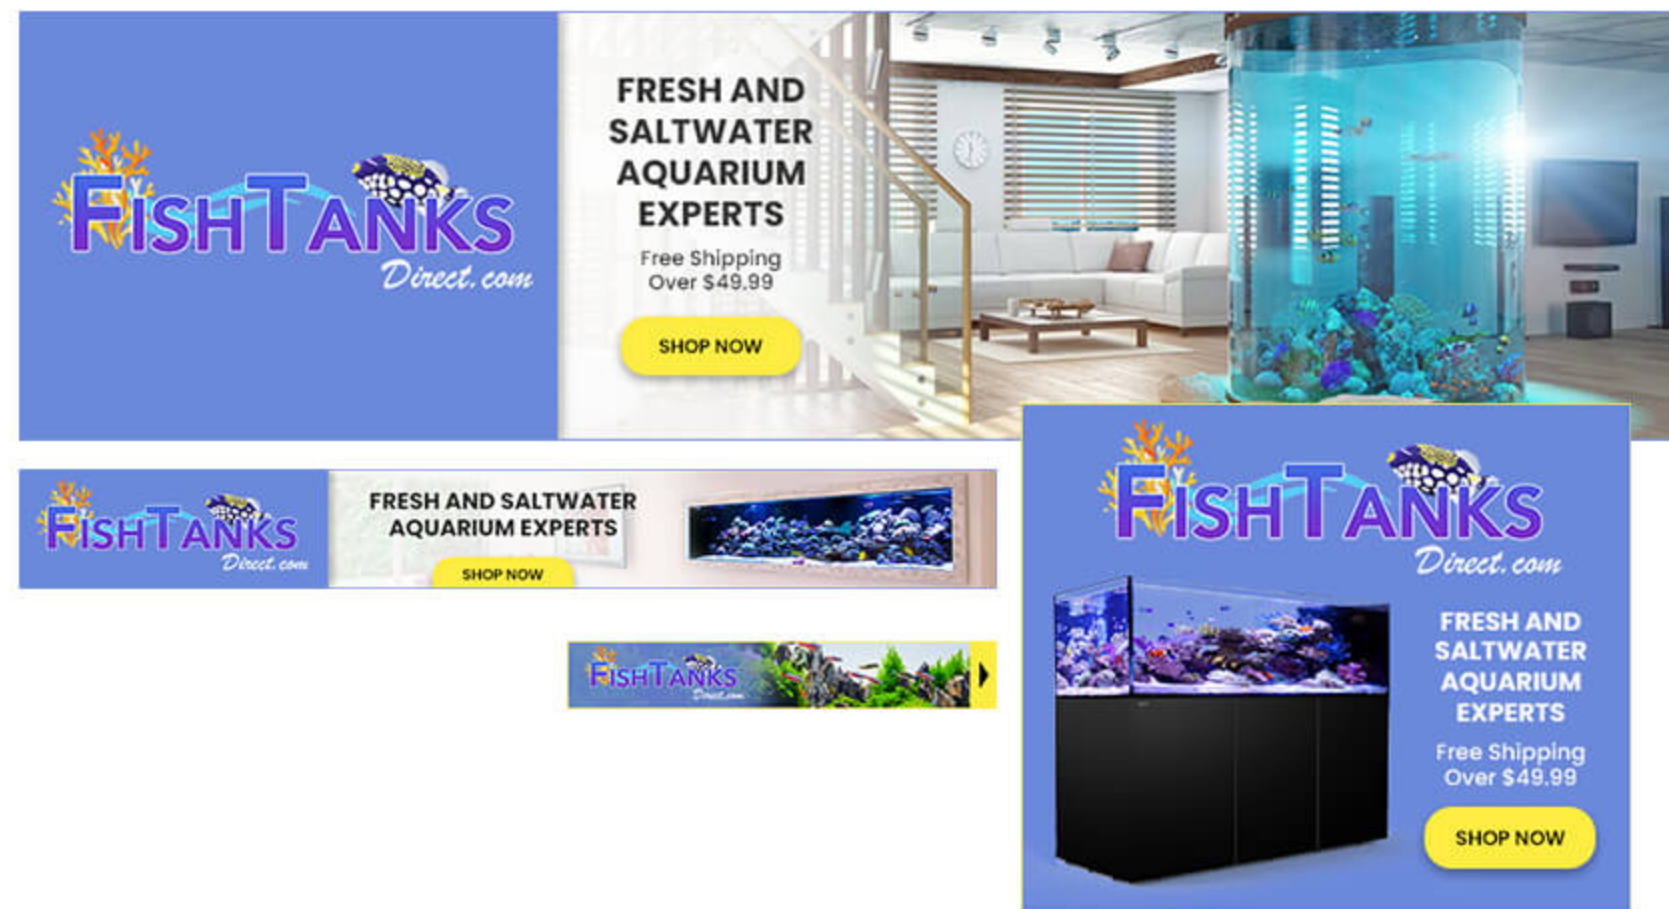 FISHTANKS
Direct.com
FRESH AND
SALTWATER
AQUARIUM
EXPERTS
Free Shipping
Over $49.99
SHOP NOW
FISHTANKS
Direct.com
FRESH AND SALTWATER
AQUARIUM EXPERTS
SHOP NOW
FISHTANKS
Direct.com
FISHTANKS
Direct.com
FRESH AND
SALTWATER
AQUARIUM
EXPERTS
Free Shipping
Over $49.99
SHOP NOW